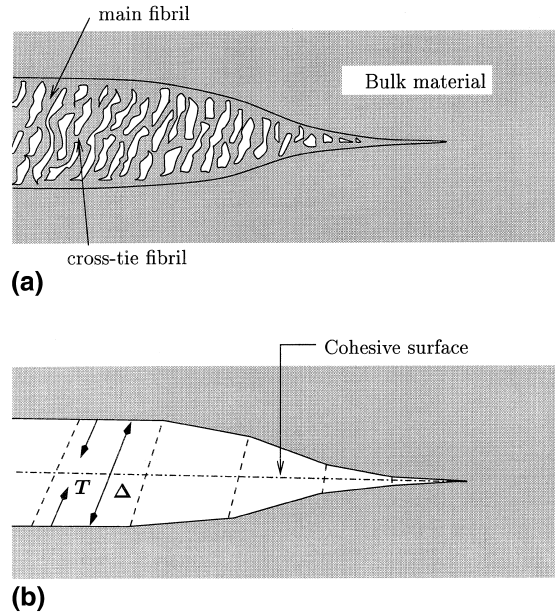 main fibril
Bulk material
cross-tie fibril
(a)
Cohesive surface
T
Δ
(b)